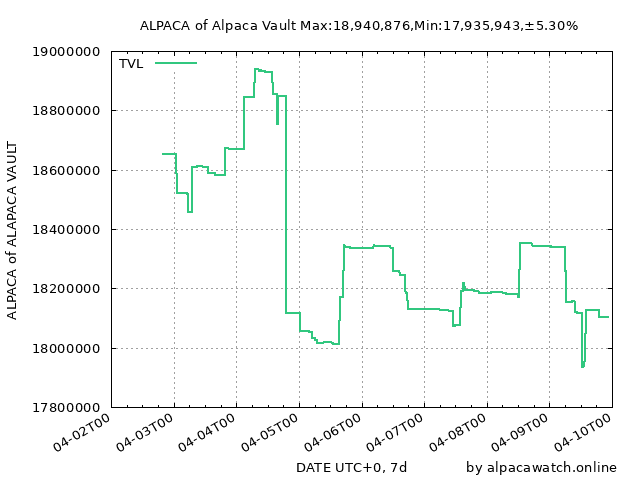 ALPACA of Alpaca Vault Max:18,940,876,Min:17,935,943,±5.30%
19000000
TVL
18800000
18600000
18400000
18200000
18000000
17800000
ALPACA of ALAPACA VAULT
04-02T00
04-03T00
04-04T00
04-05T00
04-06T00
04-07T00
04-08T00
04-09T00
04-10T00
DATE UTC+0, 7d
by alpacawatch.online